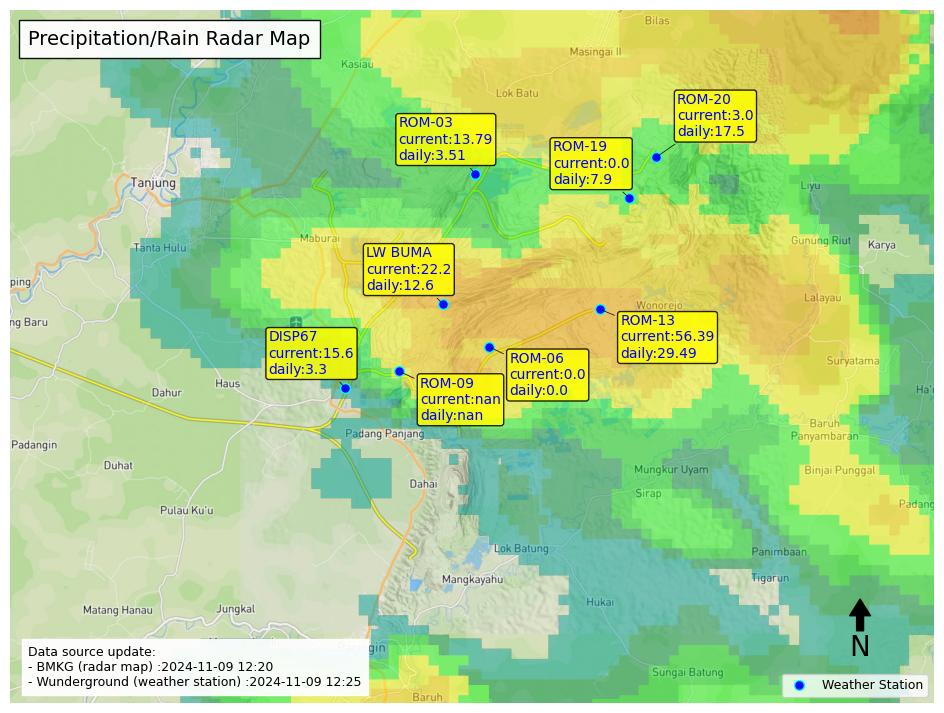 Precipitation/Rain Radar Map
Bilas
Masingai II
Kasiau
Lok Batu
ROM-20
current:3.0
daily:17.5
ROM-03
current:13.79
daily:3.51
ROM-19
current:0.0
daily:7.9
Tanjung
Liyu
Maburai
Tanta Hulu
Gunung Riut
Karya
LW BUMA
current:22.2
daily:12.6
ping
Wonorejo
Lalayau
ng Baru
ROM-13
current:56.39
daily:29.49
DISP67
current:15.6
daily:3.3
ROM-06
current:0.0
daily:0.0
Suryatama
Haus
Dahur
ROM-09
current:nan
daily:nan
Ha'
Padangin
Padang Panjang
Baruh
Panyambaran
Duhat
Mungkur Uyam
Binjai Punggal
Dahai
Sirap
Padang
Pulau Ku'u
Lok Batung
Panimbaan
Mangkayahu
Tigarun
Hukai
Matang Hanau
Jungkal
N
Data source update:
- BMKG (radar map) :2024-11-09 12:20
- Wunderground (weather station) :2024-11-09 12:25
Sungai Batung
Baruh
Weather Station